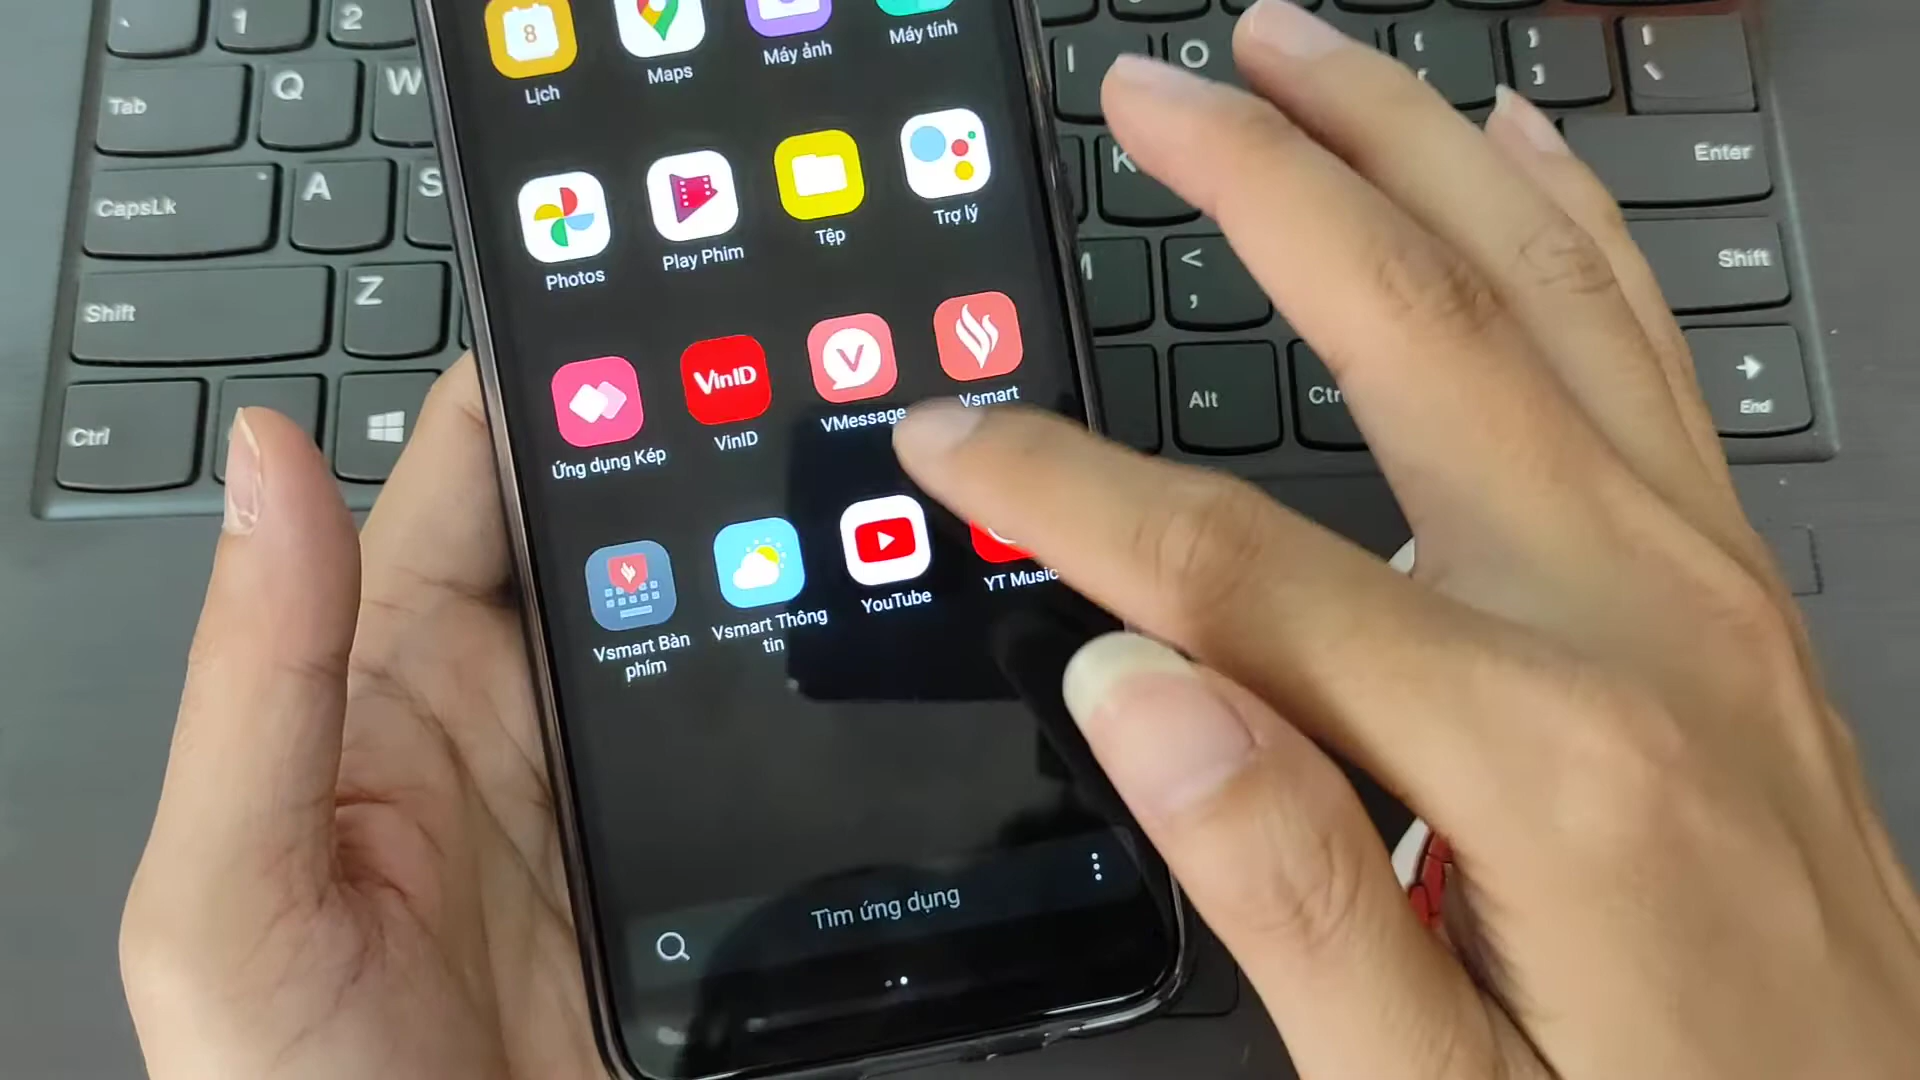 8
Lịch
Maps
Máy ảnh
Máy tính
Photos
Play Phim
Tệp
Trợ lý
Ứng dụng Kép
VinID
VinID
V
VMessage
Vsmart
Vsmart Bàn
phím
Vsmart Thông
tin
YouTube
YT Music
Tìm ứng dụng
1
2
Tab
Q
W
I
O
{
[
}
]
|
\
CapsLk
A
S
K
Enter
Shift
Z
M
<
,
Shift
Ctrl
Alt
Ctr
End